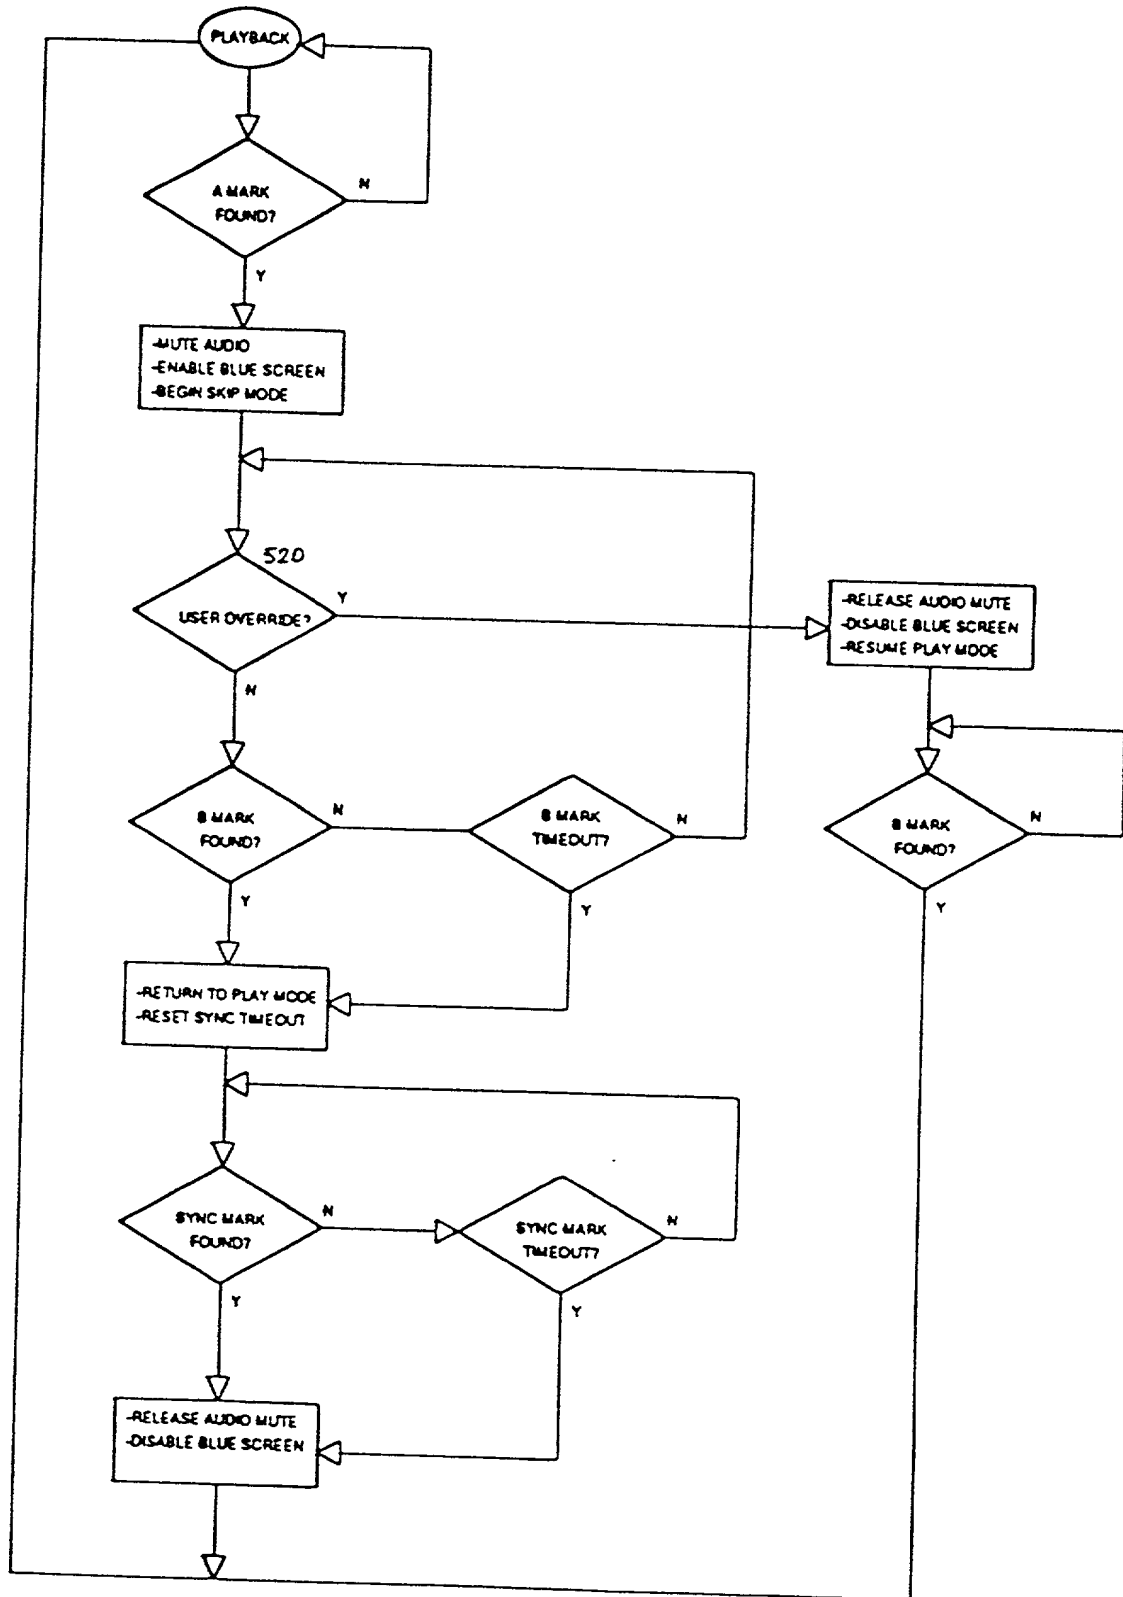 PLAYBACK
A MARK
FOUND?
N
Y
-MUTE AUDIO
-ENABLE BLUE SCREEN
-BEGIN SKIP MODE
520
USER OVERRIDE?
Y
N
-RELEASE AUDIO MUTE
-DISABLE BLUE SCREEN
-RESUME PLAY MODE
B MARK
FOUND?
N
Y
B MARK
TIMEOUT?
N
Y
B MARK
FOUND?
N
Y
-RETURN TO PLAY MODE
-RESET SYNC TIMEOUT
SYNC MARK
FOUND?
N
Y
SYNC MARK
TIMEOUT?
N
Y
-RELEASE AUDIO MUTE
-DISABLE BLUE SCREEN